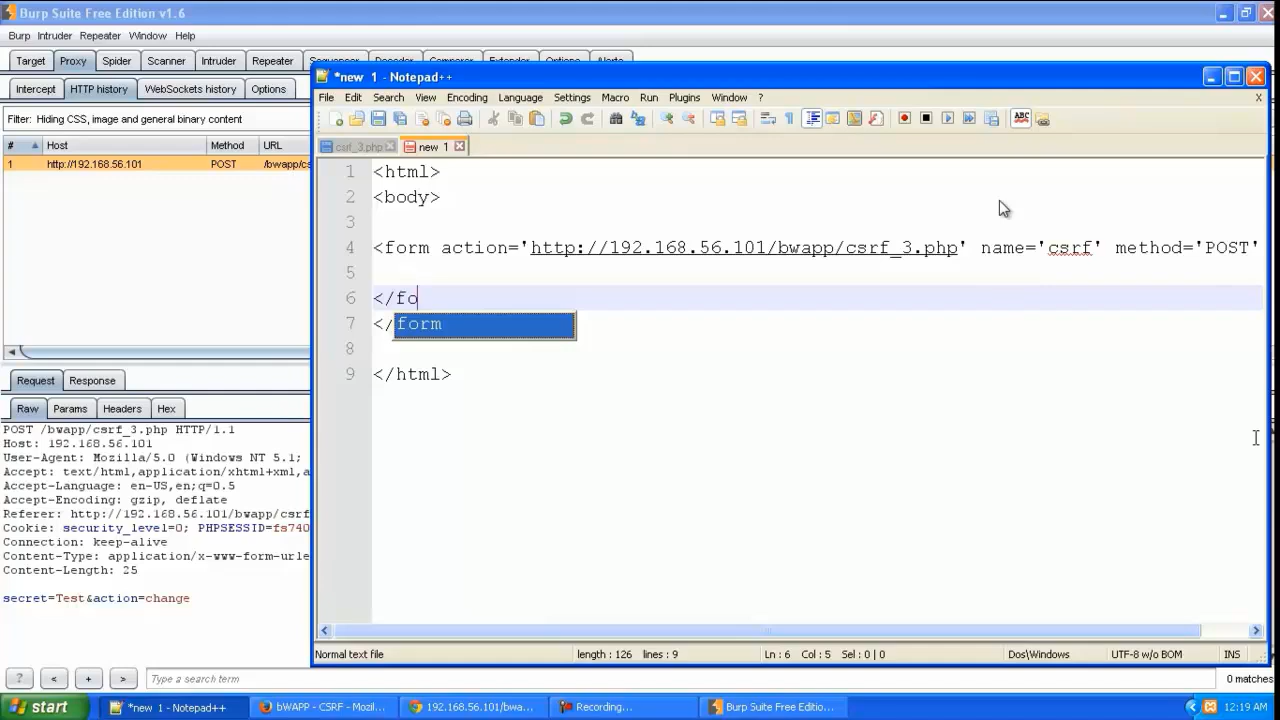 Burp Suite Free Edition v1.6
Burp Intruder Repeater Window Help
Target Proxy Spider Scanner Intruder Repeater
Intercept HTTP history WebSockets history Options
Filter: Hiding CSS, image and general binary content
# Host Method URL
1 http://192.168.56.101 POST /bwapp/cs
*new 1 - Notepad++
File Edit Search View Encoding Language Settings Macro Run Plugins Window ? X
csrf_3.php new 1
1 <html>
2 <body>
3
4 <form action='http://192.168.56.101/bwapp/csrf_3.php' name='csrf' method='POST'
5
6 </fo
form
7 </
8
9 </html>
Normal text file length : 126 lines : 9 Ln : 6 Col : 5 Sel : 0 | 0 Dos\Windows UTF-8 w/o BOM INS
Request Response
Raw Params Headers Hex
POST /bwapp/csrf_3.php HTTP/1.1
Host: 192.168.56.101
User-Agent: Mozilla/5.0 (Windows NT 5.1;
Accept: text/html,application/xhtml+xml,a
Accept-Language: en-US,en;q=0.5
Accept-Encoding: gzip, deflate
Referer: http://192.168.56.101/bwapp/csrf
Cookie: security_level=0; PHPSESSID=fs740
Connection: keep-alive
Content-Type: application/x-www-form-urle
Content-Length: 25
secret=Test&action=change
? < + > Type a search term 0 matches
start *new 1 - Notepad++ bWAPP - CSRF - Mozil... 192.168.56.101/bwa... Recording... Burp Suite Free Editio... 12:19 AM